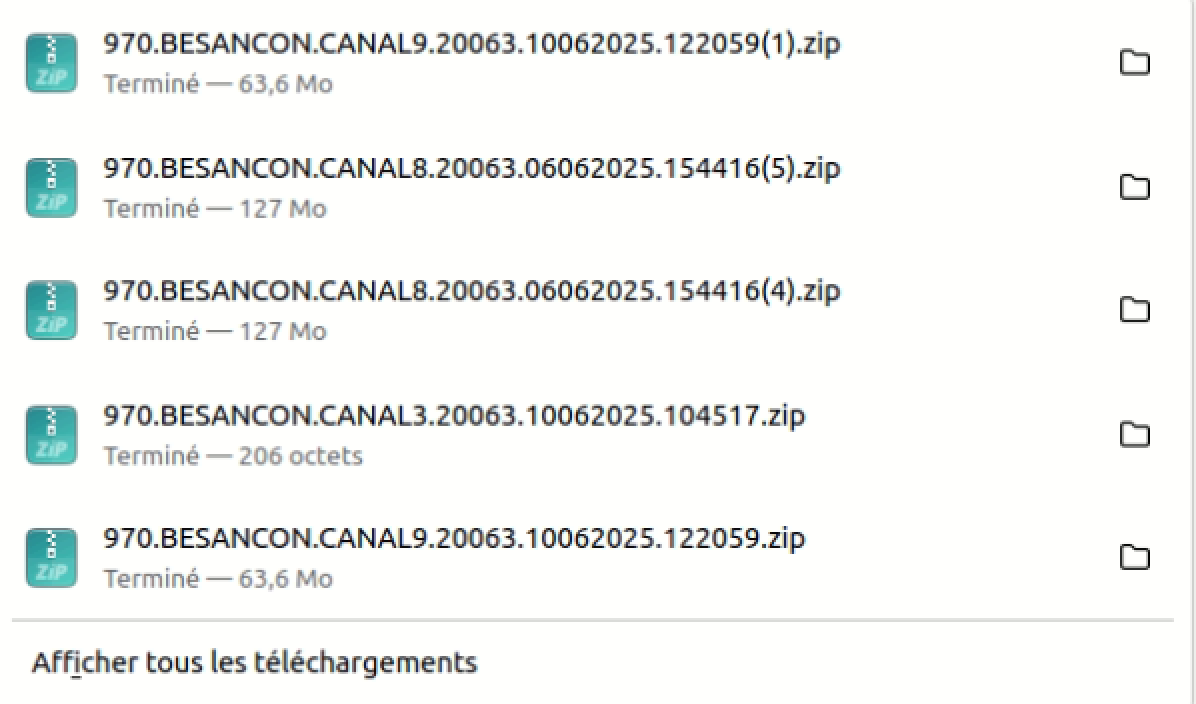 970.BESANCON.CANAL9.20063.10062025.122059(1).zip
ZiP
Terminé — 63,6 Mo
970.BESANCON.CANAL8.20063.06062025.154416(5).zip
ZiP
Terminé — 127 Mo
970.BESANCON.CANAL8.20063.06062025.154416(4).zip
ZiP
Terminé — 127 Mo
970.BESANCON.CANAL3.20063.10062025.104517.zip
ZiP
Terminé — 206 octets
970.BESANCON.CANAL9.20063.10062025.122059.zip
ZiP
Terminé — 63,6 Mo
Afficher tous les téléchargements